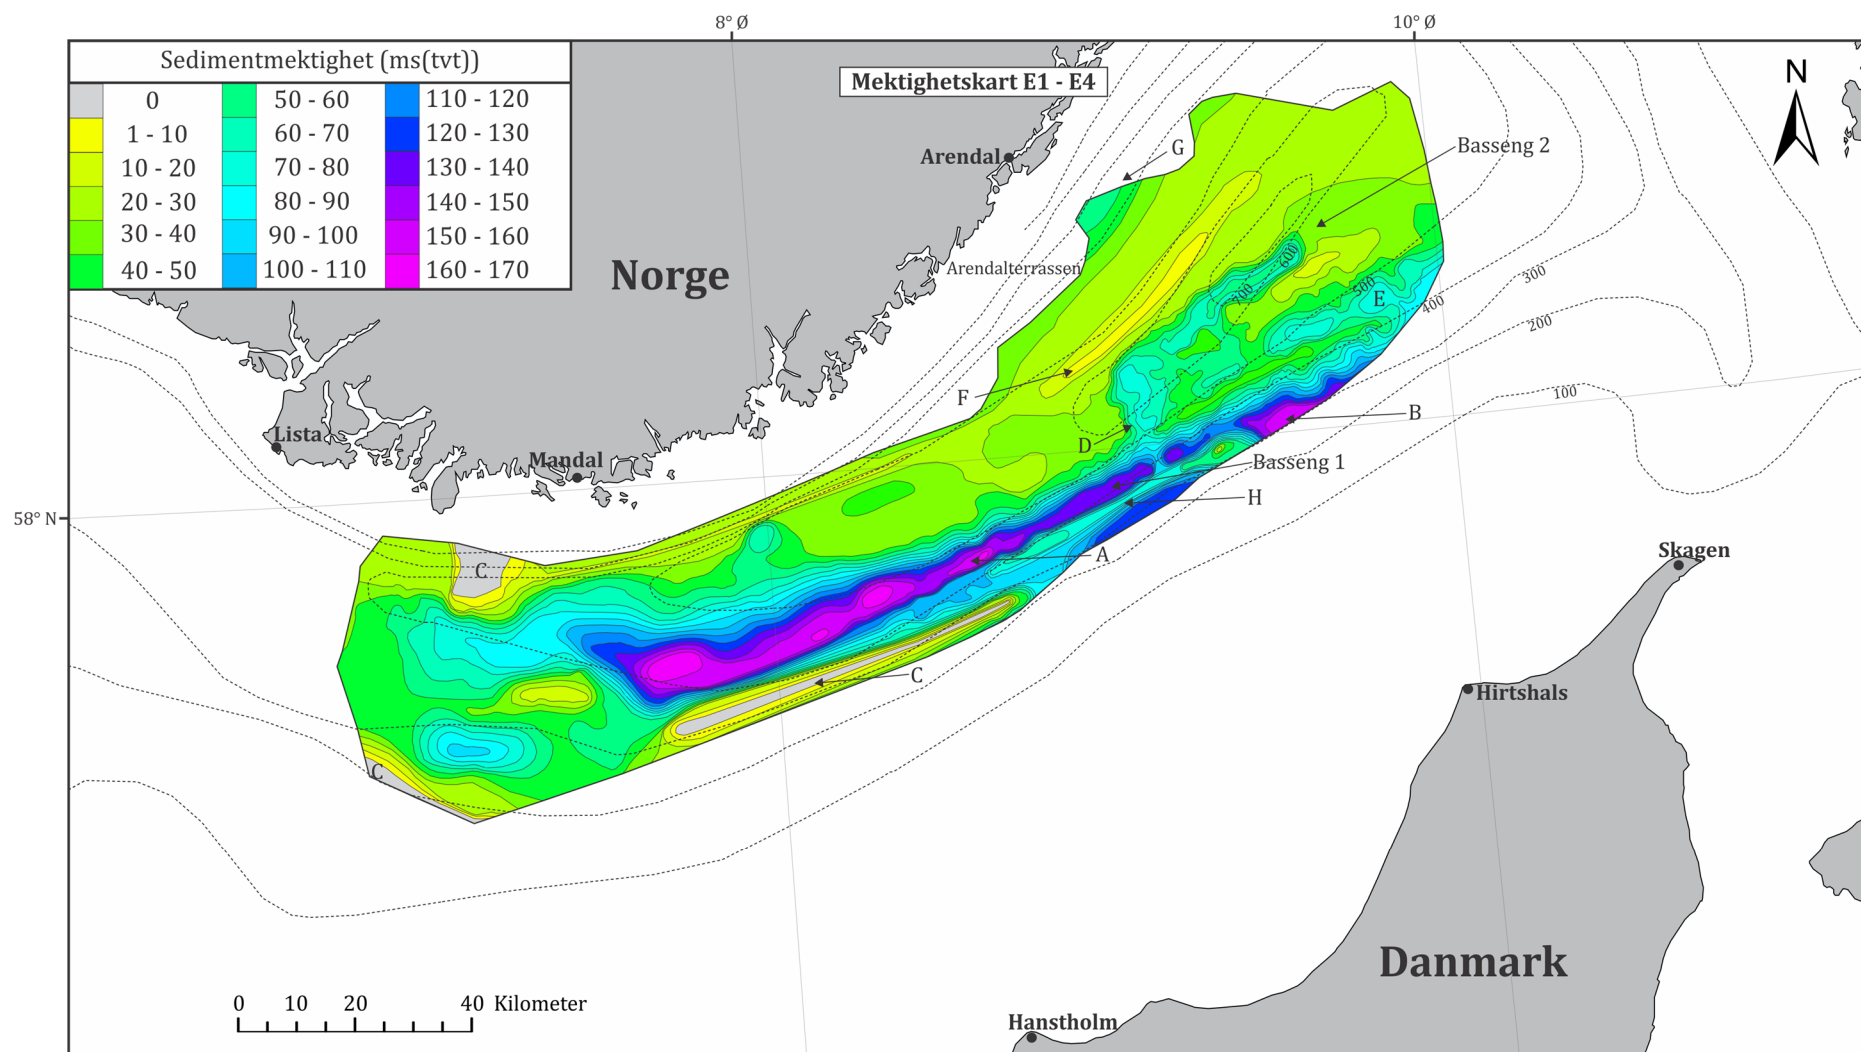 8° Ø
10° Ø
Sedimentmektighet (ms(tvt))
0
50 - 60
110 - 120
1 - 10
60 - 70
120 - 130
10 - 20
70 - 80
130 - 140
20 - 30
80 - 90
140 - 150
30 - 40
90 - 100
150 - 160
40 - 50
100 - 110
160 - 170
Mektighetskart E1 - E4
N
Arendal
G
Basseng 2
Norge
Arendalterrassen
600
700
500
E
400
300
200
100
F
B
Lista
D
Mandal
Basseng 1
H
58° N
A
Skagen
C
C
Hirtshals
C
Danmark
0
10
20
40
Kilometer
Hanstholm